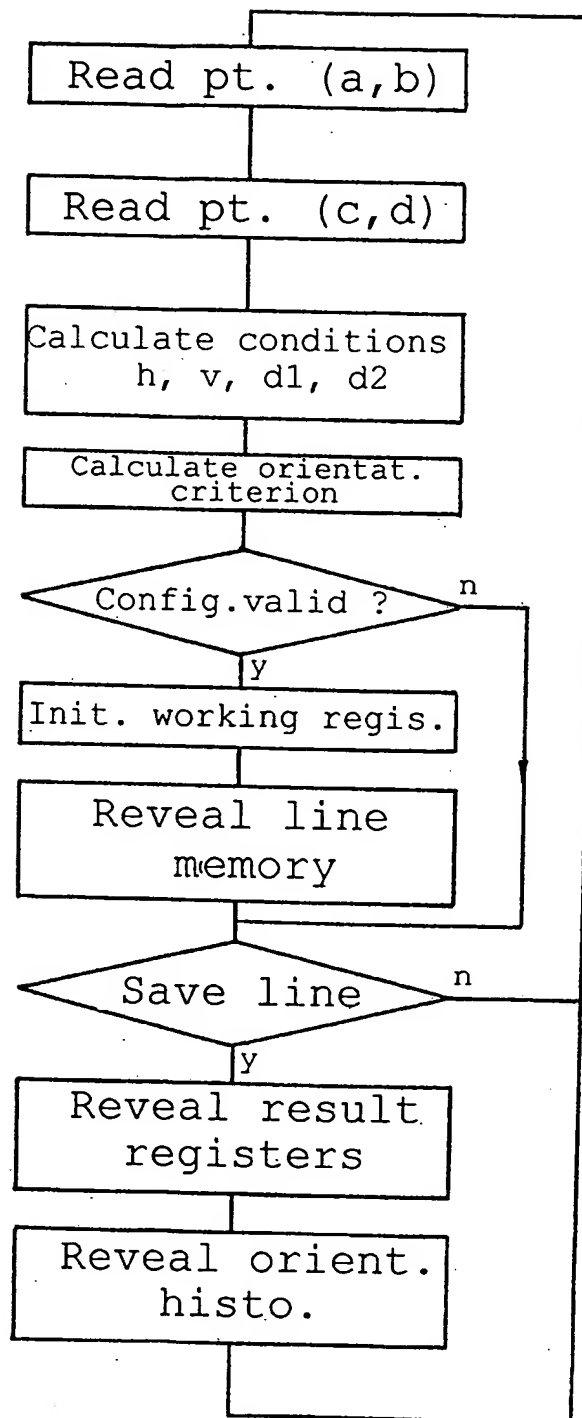 Read pt. (a,b)
Read pt. (c,d)
Calculate conditions
h, v, d1, d2
Calculate orientat.
criterion
Config.valid ?
n
y
Init. working regis.
Reveal line
memory
Save line
n
y
Reveal result
registers
Reveal orient.
histo.